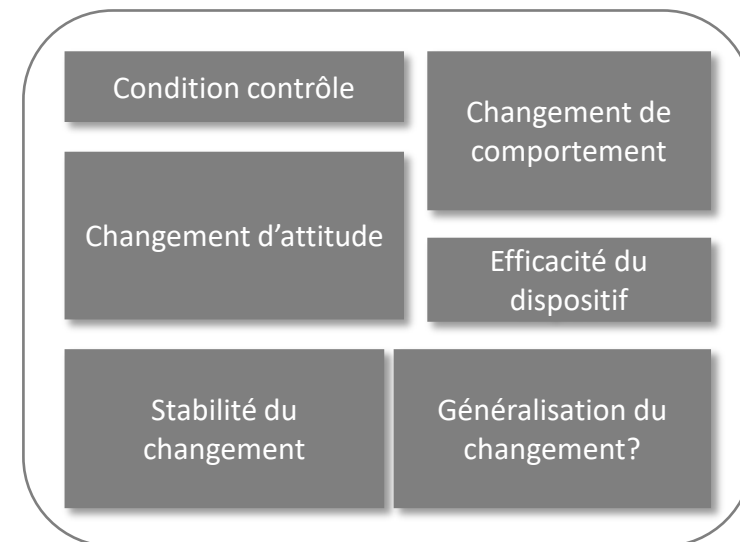 Condition contrôle
Changement de
comportement
Changement d’attitude
Efficacité du
dispositif
Stabilité du
changement
Généralisation du
changement?